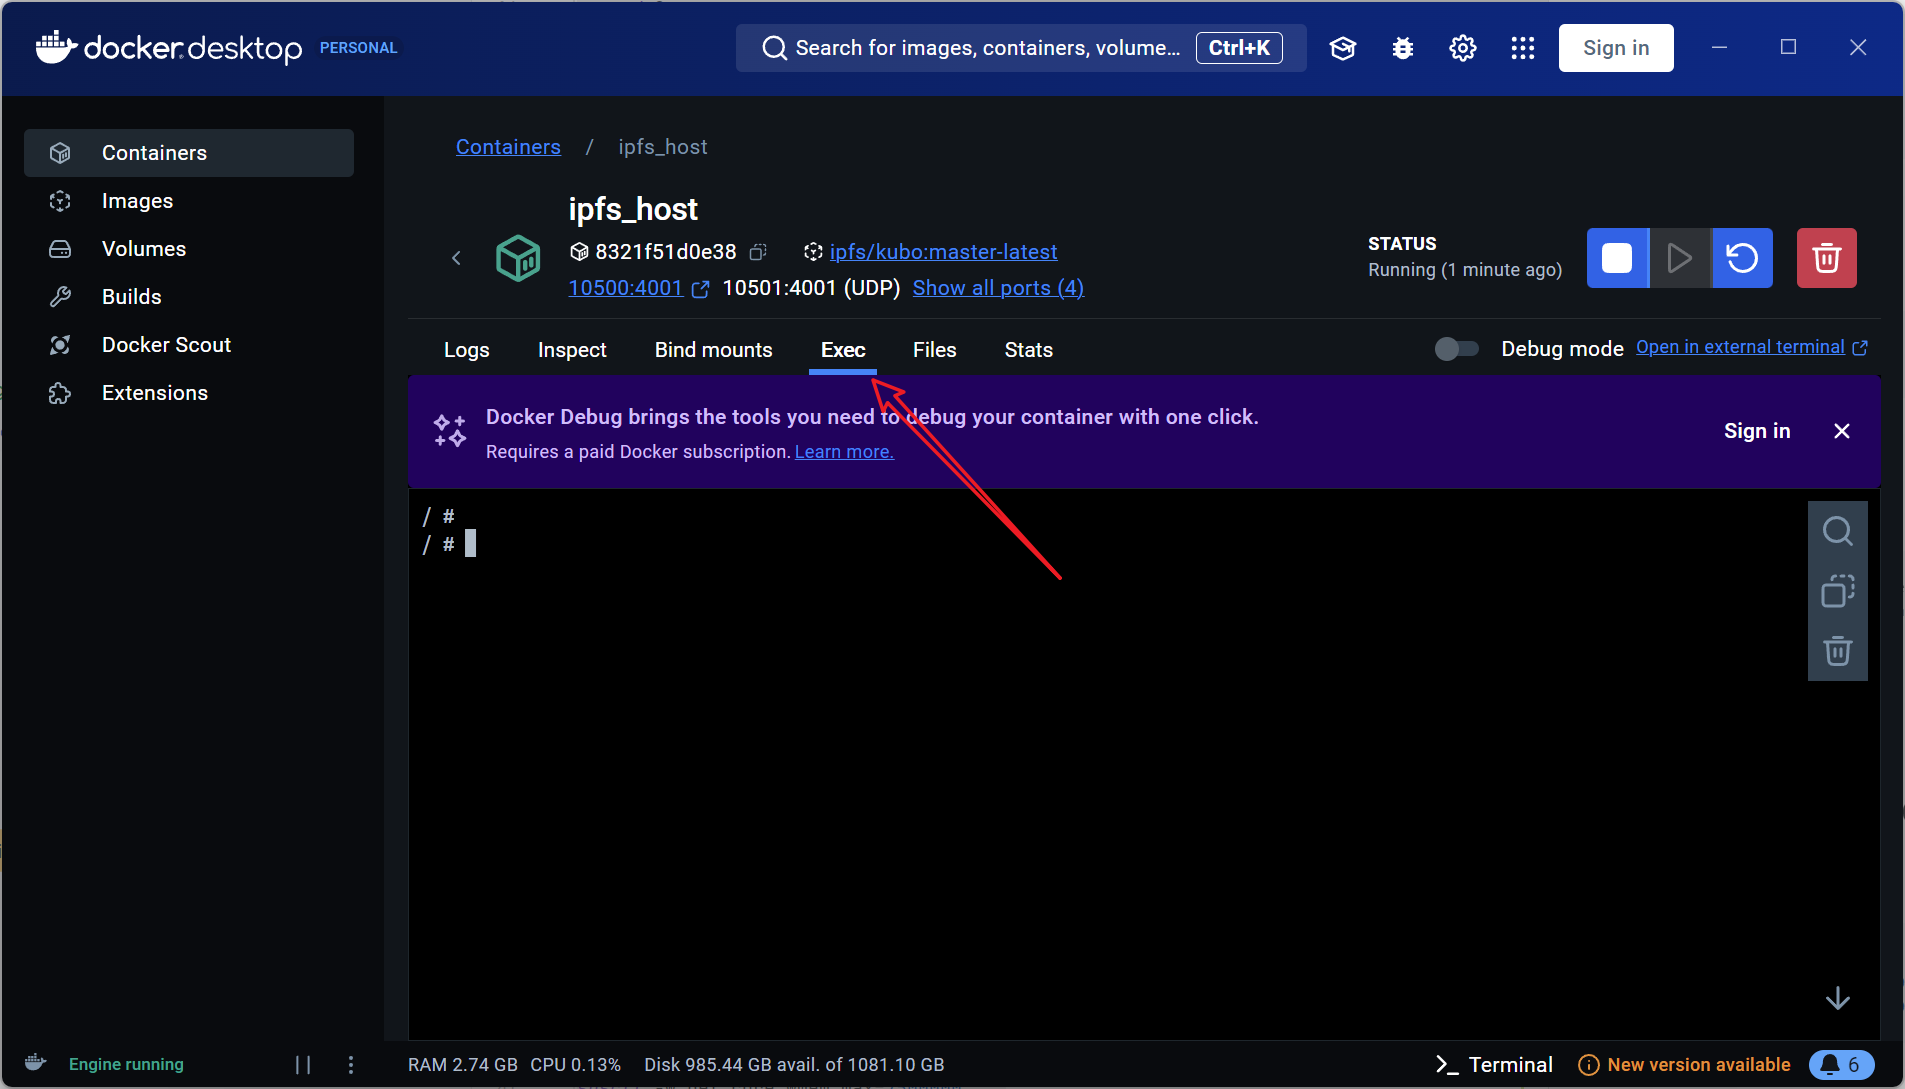 docker desktop PERSONAL
Search for images, containers, volume... Ctrl+K
Sign in
Containers
Images
Volumes
Builds
Docker Scout
Extensions
Containers / ipfs_host
ipfs_host
8321f51d0e38 ipfs/kubo:master-latest
10500:4001 10501:4001 (UDP) Show all ports (4)
STATUS
Running (1 minute ago)
Logs Inspect Bind mounts Exec Files Stats
Debug mode Open in external terminal
Docker Debug brings the tools you need to debug your container with one click.
Requires a paid Docker subscription. Learn more.
Sign in
/ #
/ #
Engine running
RAM 2.74 GB CPU 0.13% Disk 985.44 GB avail. of 1081.10 GB
Terminal
New version available
6